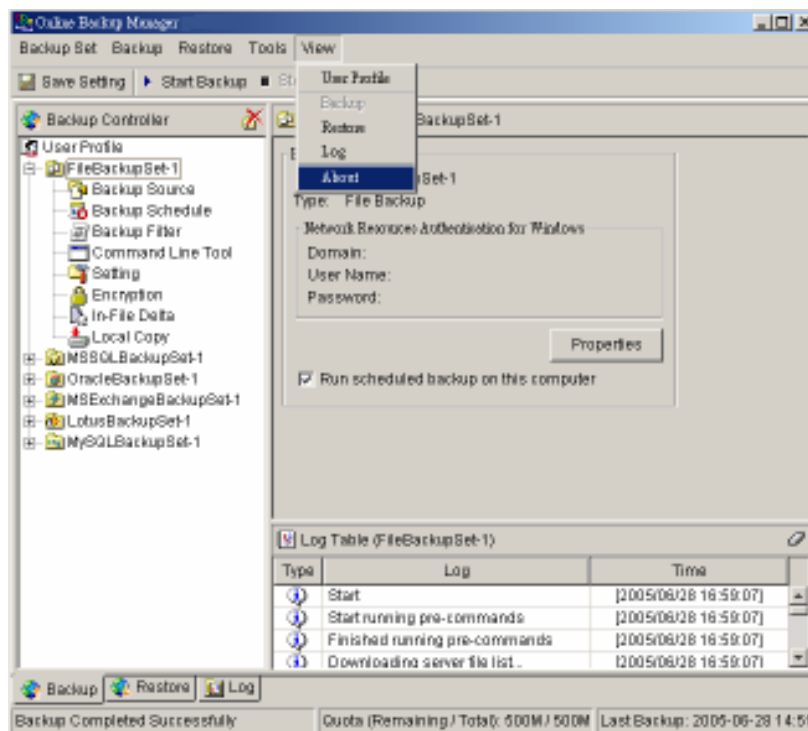 Online Backup Manager
Backup Set Backup Restore Tools View
Save Setting Start Backup
User Profile
Backup
Restore
Log
About
Backup Controller
BackupSet-1
User Profile
FileBackupSet-1
Backup Source
Backup Schedule
Backup Filter
Command Line Tool
Setting
Encryption
In-File Delta
Local Copy
MSSQLBackupSet-1
OracleBackupSet-1
MSExchangeBackupSet-1
LotusBackupSet-1
MySQLBackupSet-1
Type: File Backup
Network Resources Authentication for Windows
Domain:
User Name:
Password:
Properties
Run scheduled backup on this computer
Log Table (FileBackupSet-1)
Type Log Time
Start [2005/06/28 16:59:07]
Start running pre-commands [2005/06/28 16:59:07]
Finished running pre-commands [2005/06/28 16:59:07]
Downloading server file list... [2005/06/28 16:59:07]
Backup Restore Log
Backup Completed Successfully Quota (Remaining / Total): 500M / 500M Last Backup: 2005-06-28 14:5